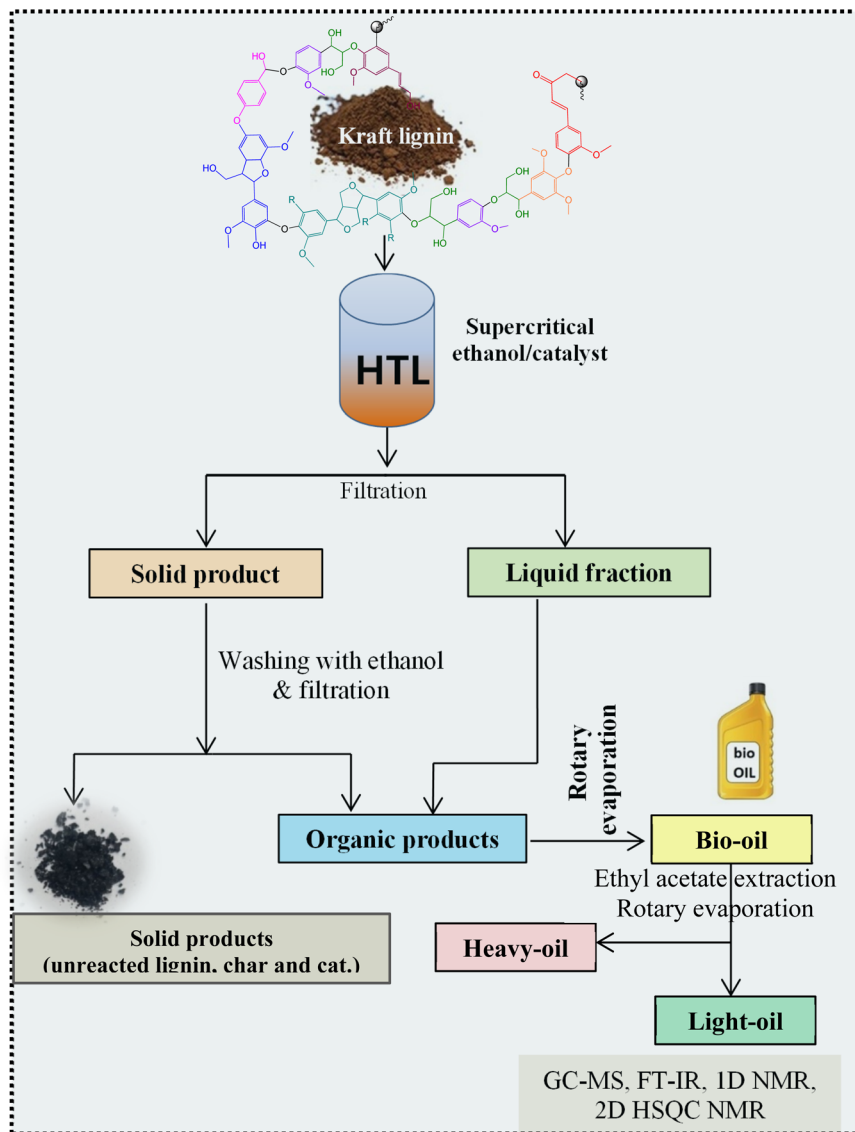 Kraft lignin
Supercritical
ethanol/catalyst
HTL
Filtration
Solid product
Liquid fraction
Washing with ethanol
& filtration
Rotary
evaporation
bio
OIL
Organic products
Bio-oil
Ethyl acetate extraction
Rotary evaporation
Solid products
(unreacted lignin, char and cat.)
Heavy-oil
Light-oil
GC-MS, FT-IR, 1D NMR,
2D HSQC NMR